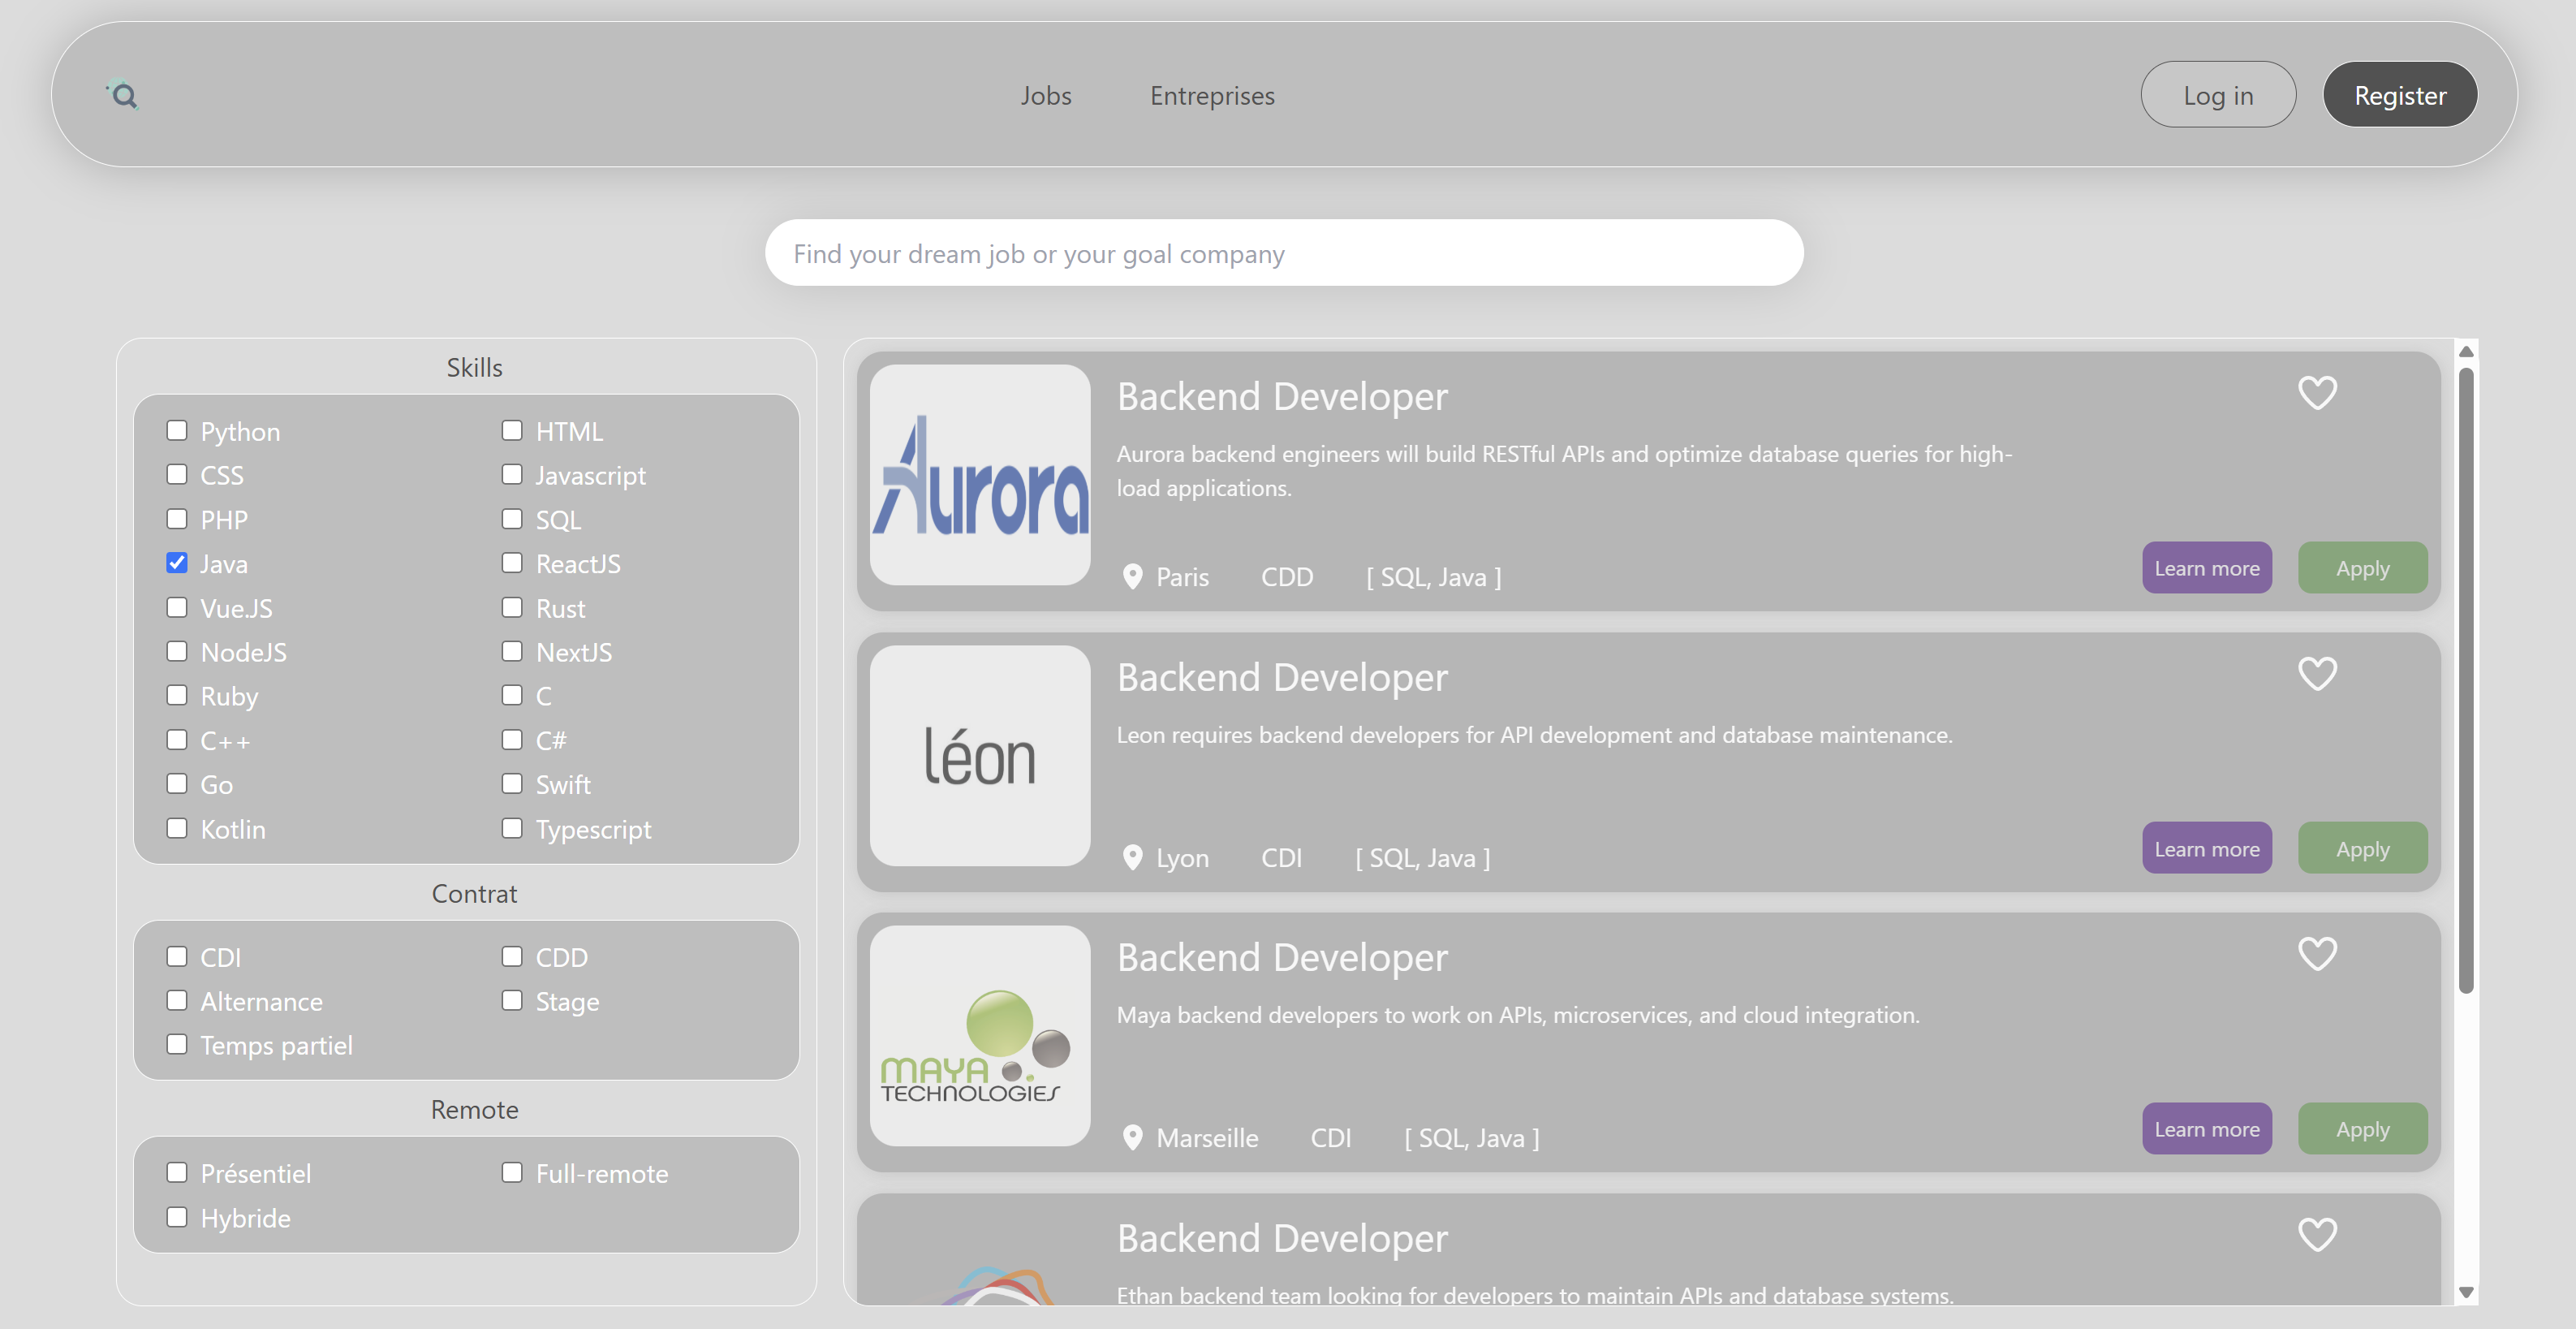 Jobs
Entreprises
Log in
Register
Find your dream job or your goal company
Skills
Python
HTML
CSS
Javascript
PHP
SQL
Java
ReactJS
Vue.JS
Rust
NodeJS
NextJS
Ruby
C
C++
C#
Go
Swift
Kotlin
Typescript
Contrat
CDI
CDD
Alternance
Stage
Temps partiel
Remote
Présentiel
Full-remote
Hybride
Aurora
Backend Developer
Aurora backend engineers will build RESTful APIs and optimize database queries for high-
load applications.
Paris CDD [ SQL, Java ]
Learn more
Apply
léon
Backend Developer
Leon requires backend developers for API development and database maintenance.
Lyon CDI [ SQL, Java ]
Learn more
Apply
MAYA
TECHNOLOGIES
Backend Developer
Maya backend developers to work on APIs, microservices, and cloud integration.
Marseille CDI [ SQL, Java ]
Learn more
Apply
Backend Developer
Ethan backend team looking for developers to maintain APIs and database systems.